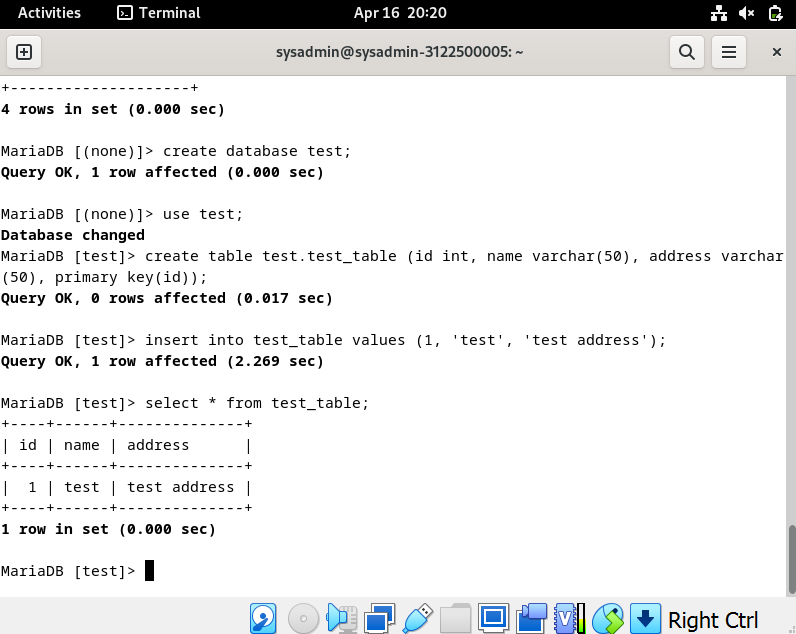 Activities Terminal Apr 16 20:20
sysadmin@sysadmin-3122500005: ~
+--------------------+
4 rows in set (0.000 sec)

MariaDB [(none)]> create database test;
Query OK, 1 row affected (0.000 sec)

MariaDB [(none)]> use test;
Database changed
MariaDB [test]> create table test.test_table (id int, name varchar(50), address varchar
(50), primary key(id));
Query OK, 0 rows affected (0.017 sec)

MariaDB [test]> insert into test_table values (1, 'test', 'test address');
Query OK, 1 row affected (2.269 sec)

MariaDB [test]> select * from test_table;
+----+------+--------------+
| id | name | address      |
+----+------+--------------+
|  1 | test | test address |
+----+------+--------------+
1 row in set (0.000 sec)

MariaDB [test]>
V
Right Ctrl